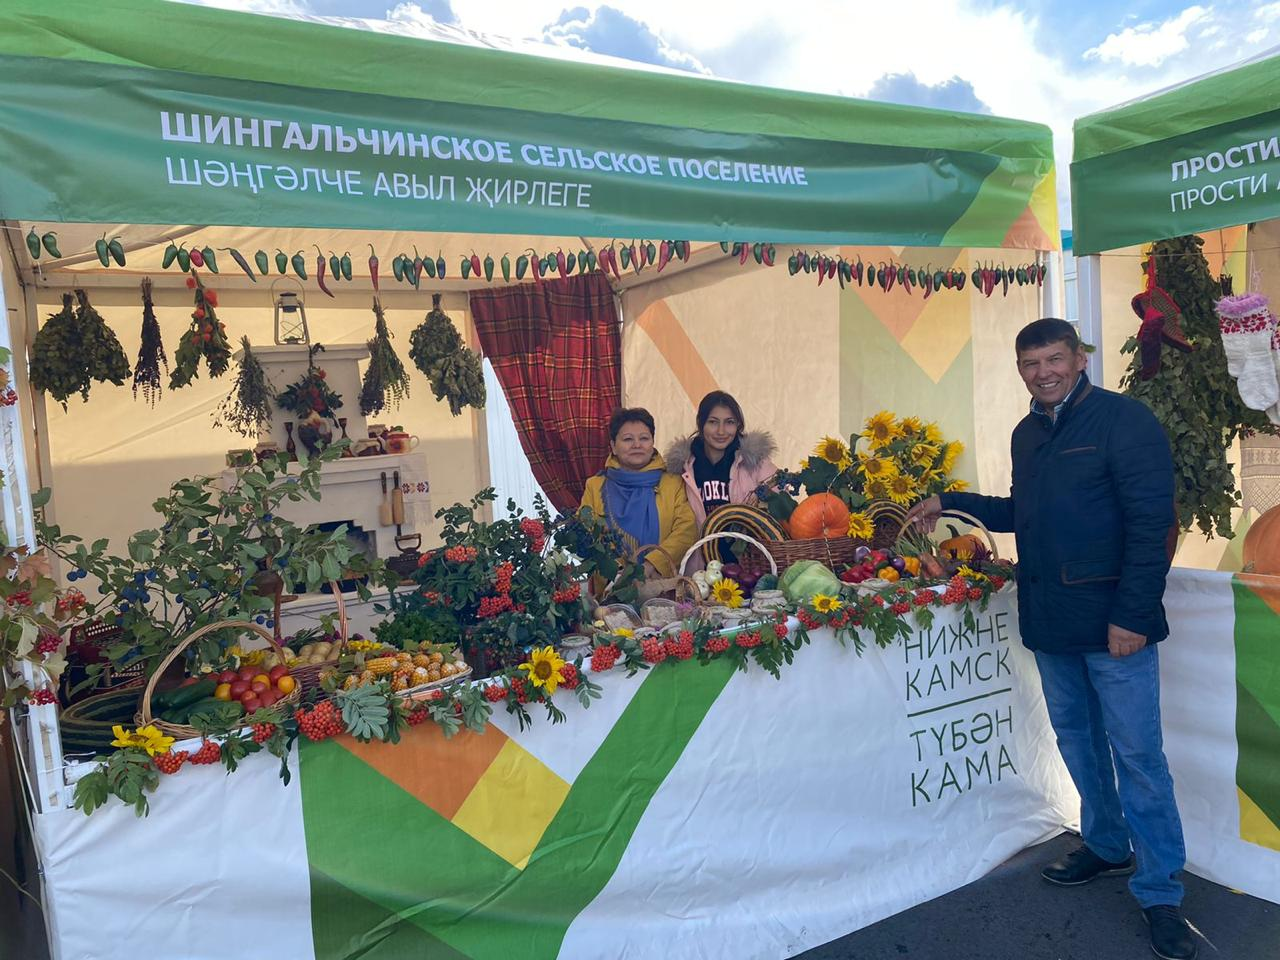 ШИНГАЛЬЧИНСКОЕ СЕЛЬСКОЕ ПОСЕЛЕНИЕ
ШӘҢГӘЛЧЕ АВЫЛ ҖИРЛЕГЕ
ПРОСТИ
ПРОСТИ
НИЖНЕ
КАМСК
ТҮБӘН
КАМА